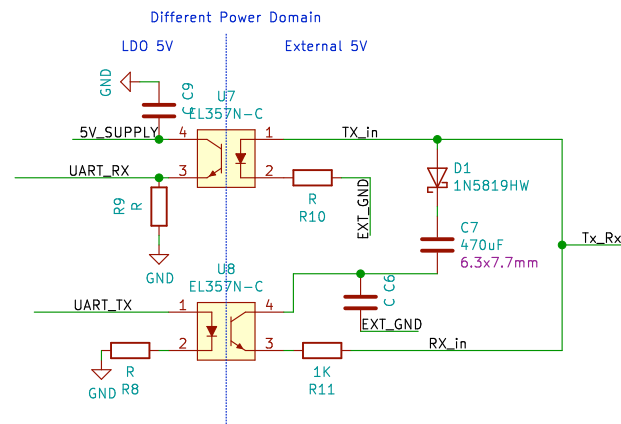 Different Power Domain
LDO 5V
External 5V
GND
C C9
U7
EL357N-C
5V_SUPPLY
4
1
TX_in
UART_RX
3
2
R9
R
GND
R
R10
EXT_GND
D1
1N5819HW
C7
470uF
6.3x7.7mm
Tx_Rx
U8
EL357N-C
UART_TX
1
4
C C6
EXT_GND
2
3
RX_in
GND
R
R8
1K
R11